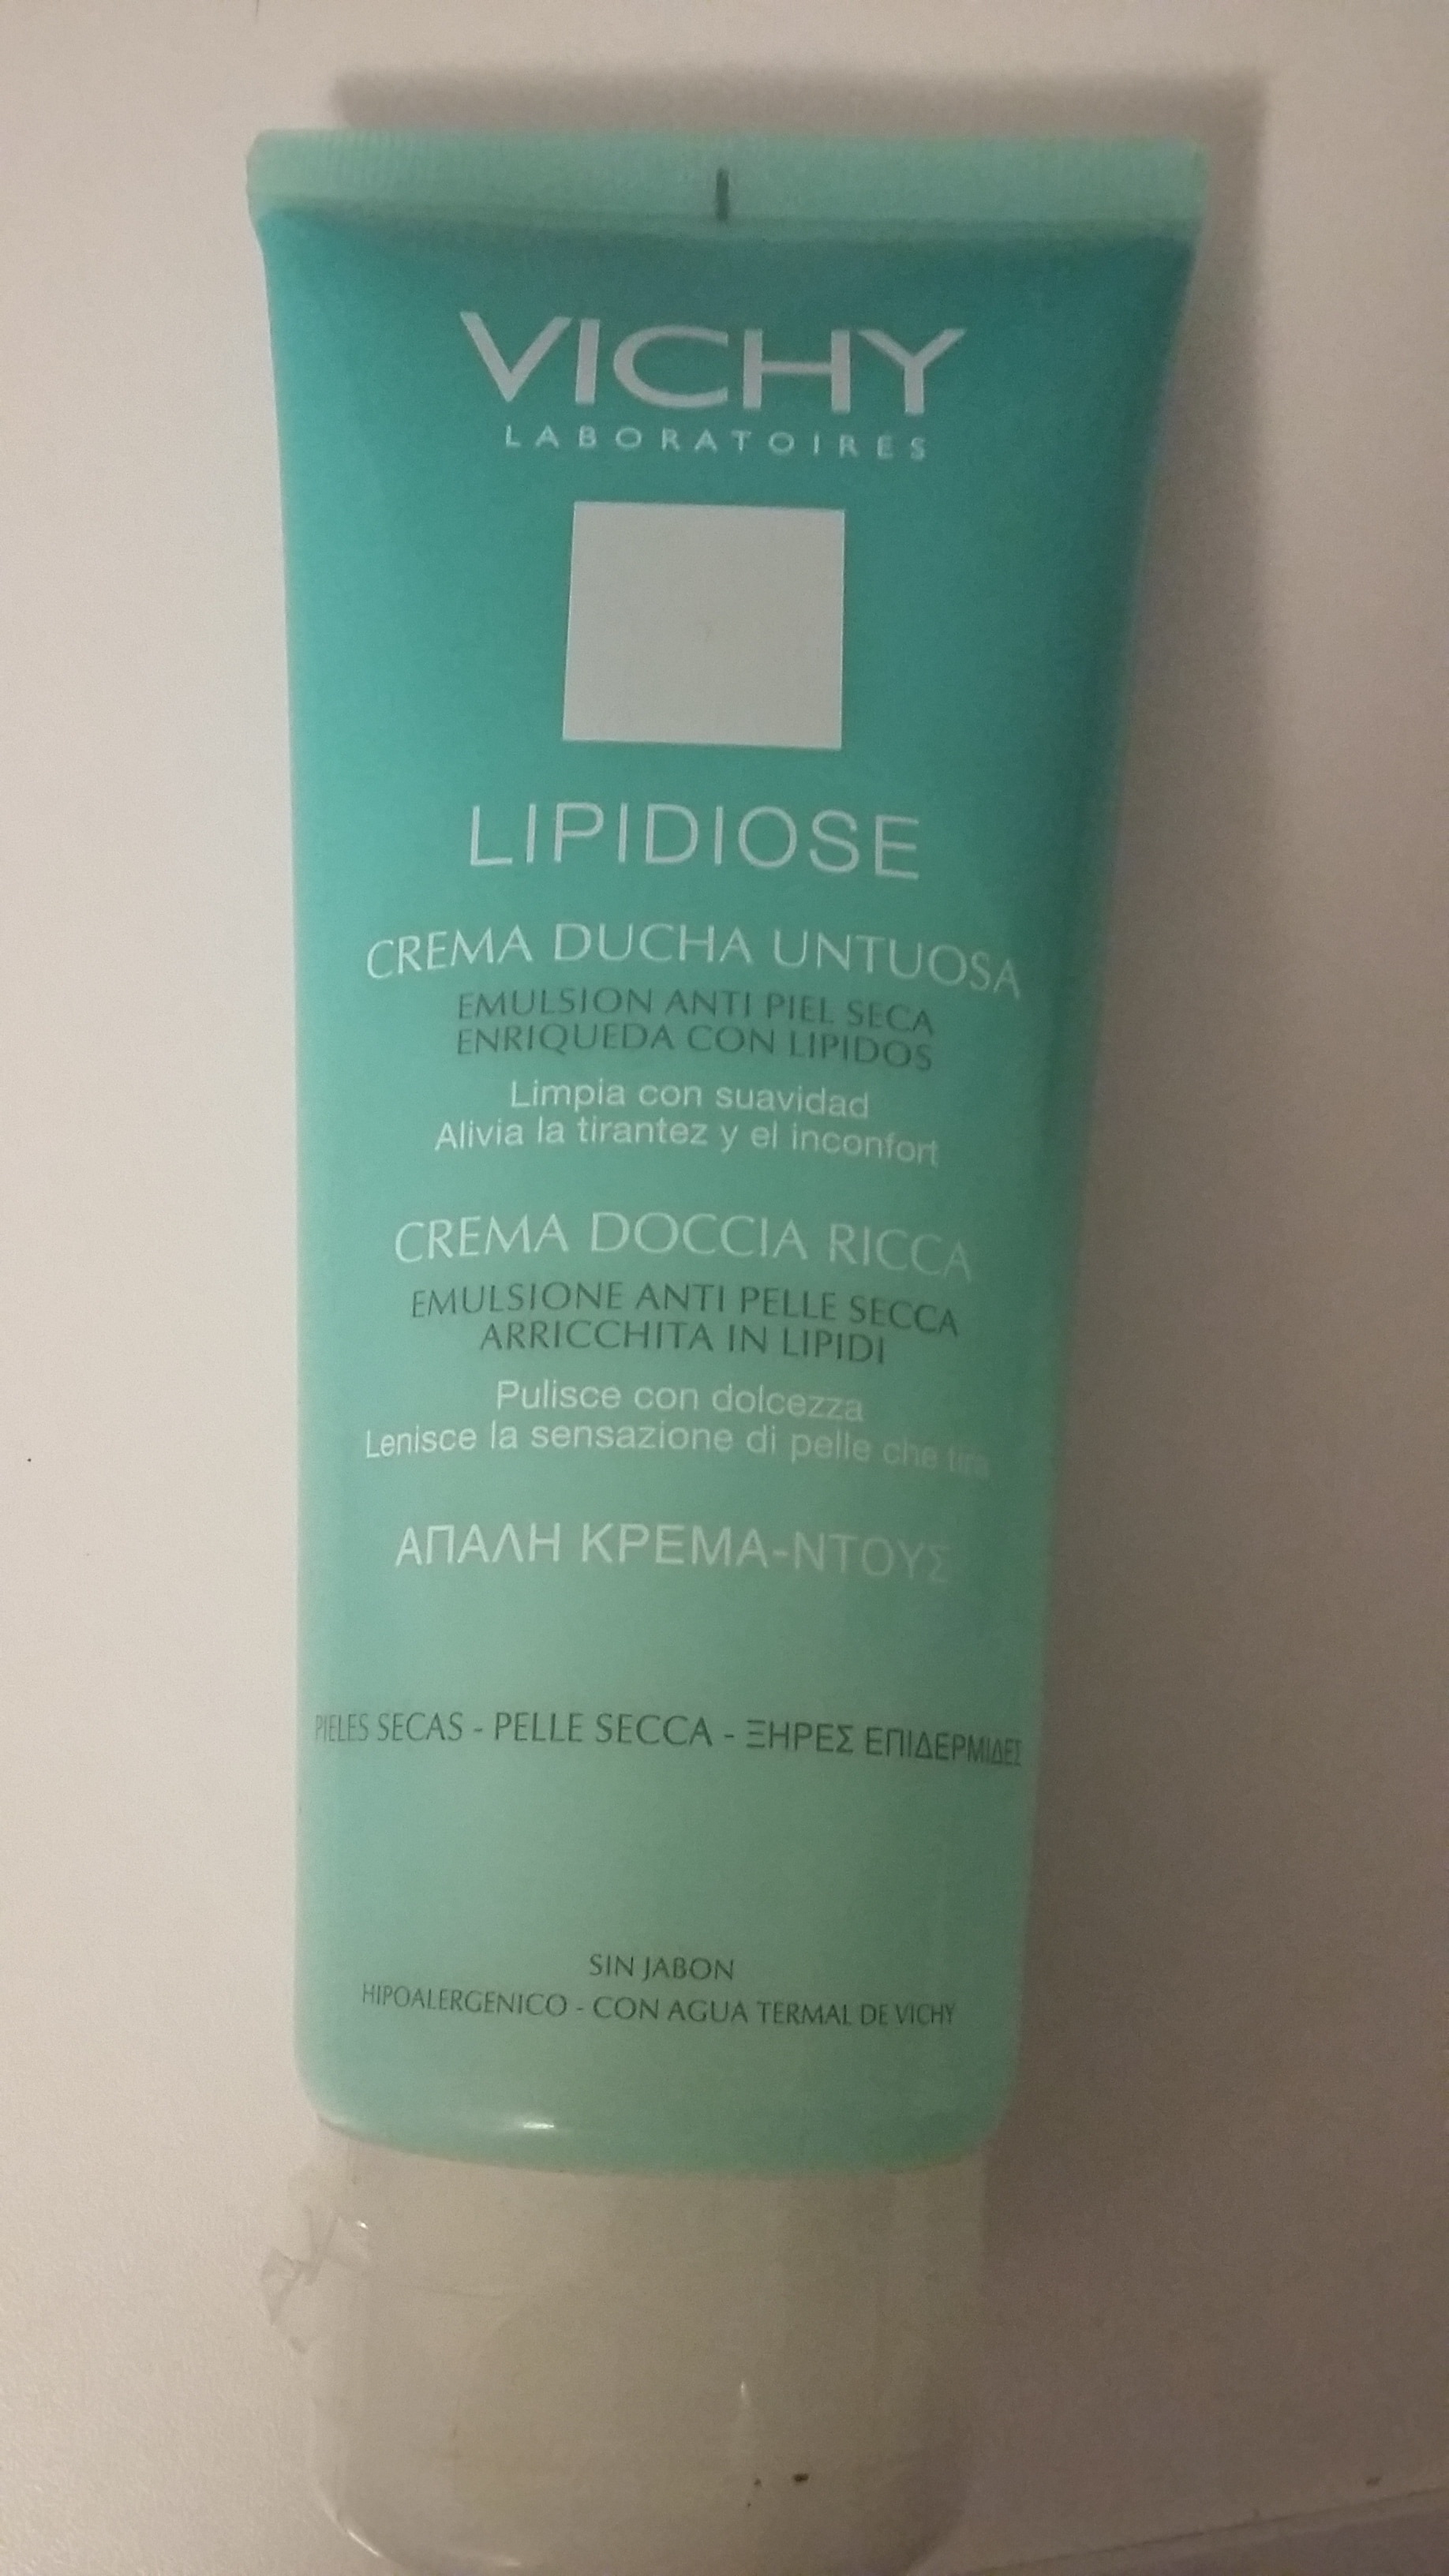 VICHY
LABORATOIRES
LIPIDIOSE
CREMA DUCHA UNTUOSA
EMULSION ANTI PIEL SECA
ENRIQUEDA CON LIPIDOS
Limpia con suavidad
Alivia la tirantez y el inconfort
CREMA DOCCIA RICCA
EMULSIONE ANTI PELLE SECCA
ARRICCHITA IN LIPIDI
Pulisce con dolcezza
Lenisce la sensazione di pelle che tira
ΑΠΑΛΗ ΚΡΕΜΑ-ΝΤΟΥΣ
PIELES SECAS - PELLE SECCA - ΞΗΡΕΣ ΕΠΙΔΕΡΜΙΔΕΣ
SIN JABON
HIPOALERGENICO - CON AGUA TERMAL DE VICHY